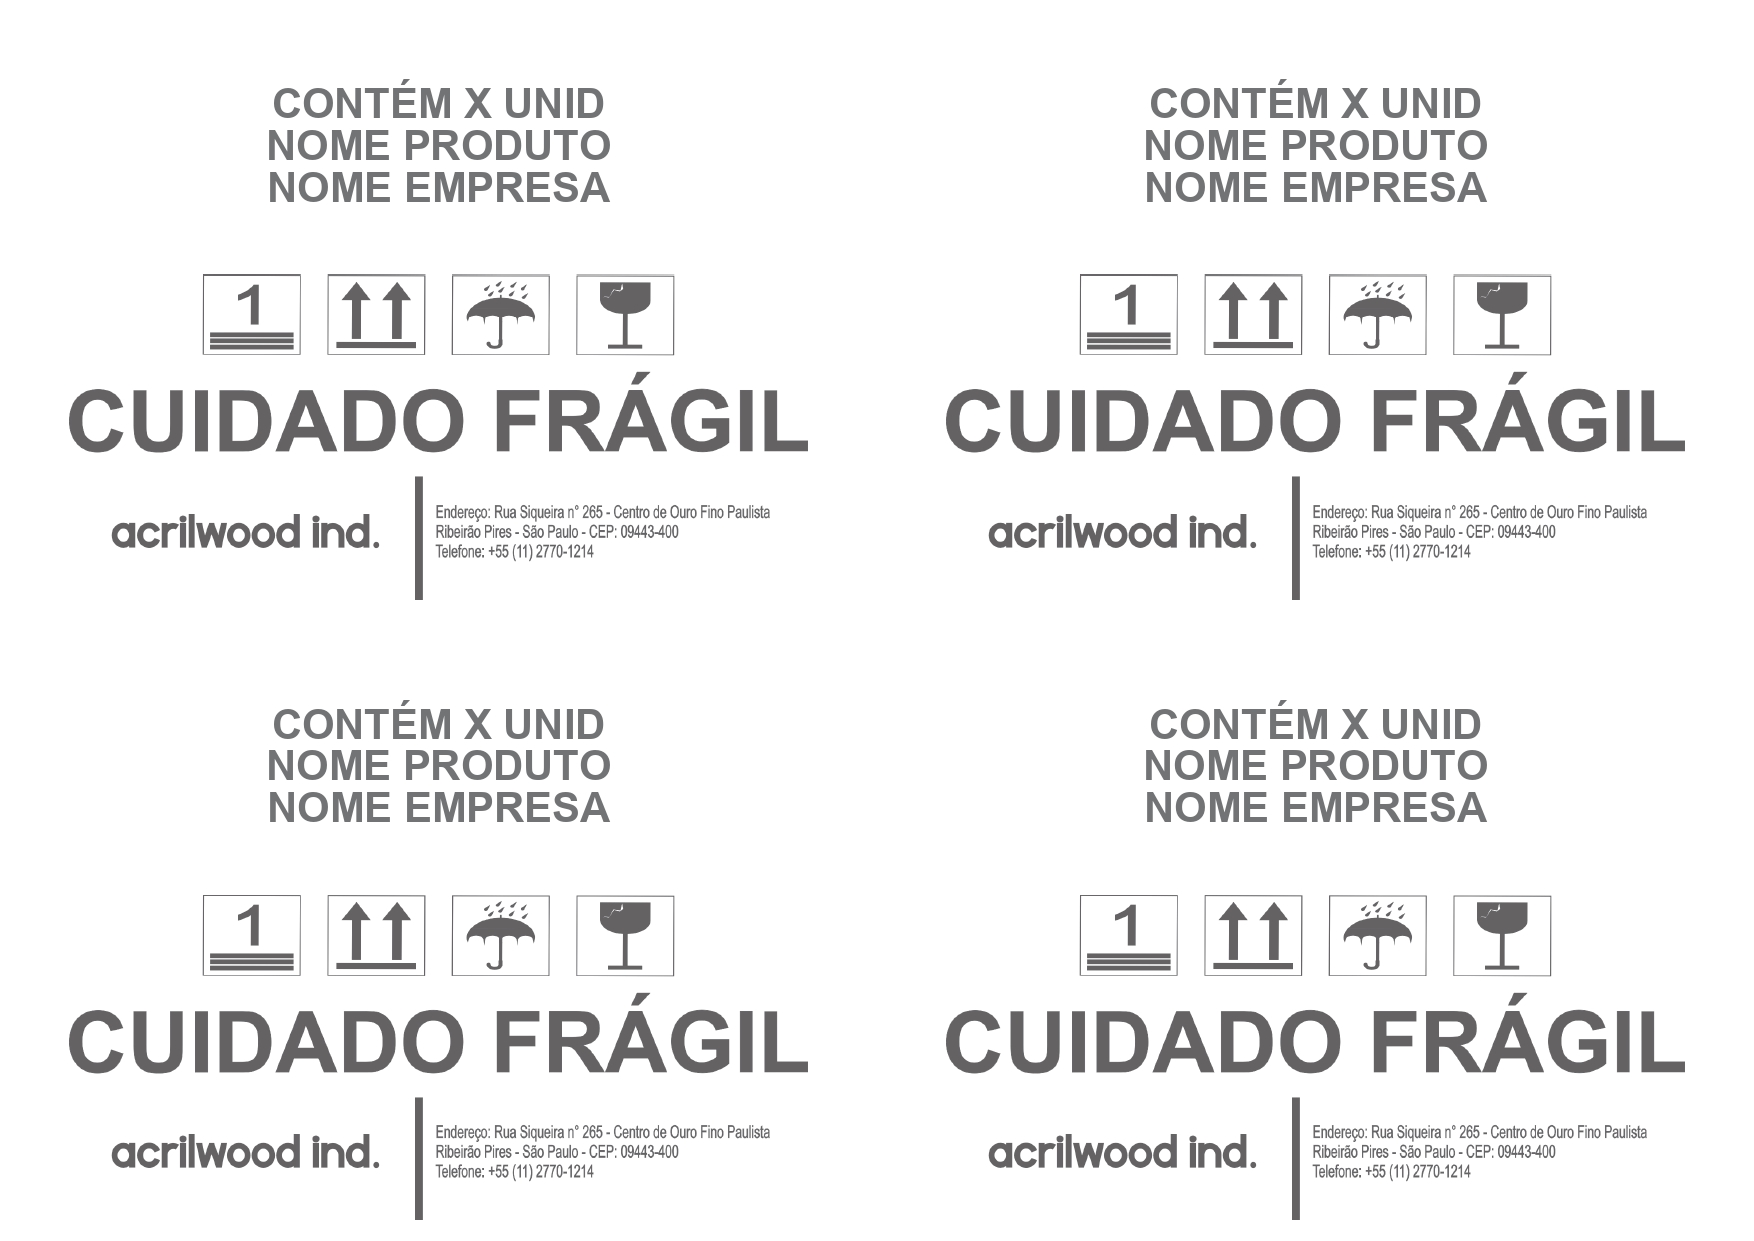 CONTÉM X UNID
NOME PRODUTO
NOME EMPRESA
1
CUIDADO FRÁGIL
acrilwood ind.
Endereço: Rua Siqueira n° 265 - Centro de Ouro Fino Paulista
Ribeirão Pires - São Paulo - CEP: 09443-400
Telefone: +55 (11) 2770-1214
CONTÉM X UNID
NOME PRODUTO
NOME EMPRESA
1
CUIDADO FRÁGIL
acrilwood ind.
Endereço: Rua Siqueira n° 265 - Centro de Ouro Fino Paulista
Ribeirão Pires - São Paulo - CEP: 09443-400
Telefone: +55 (11) 2770-1214
CONTÉM X UNID
NOME PRODUTO
NOME EMPRESA
1
CUIDADO FRÁGIL
acrilwood ind.
Endereço: Rua Siqueira n° 265 - Centro de Ouro Fino Paulista
Ribeirão Pires - São Paulo - CEP: 09443-400
Telefone: +55 (11) 2770-1214
CONTÉM X UNID
NOME PRODUTO
NOME EMPRESA
1
CUIDADO FRÁGIL
acrilwood ind.
Endereço: Rua Siqueira n° 265 - Centro de Ouro Fino Paulista
Ribeirão Pires - São Paulo - CEP: 09443-400
Telefone: +55 (11) 2770-1214